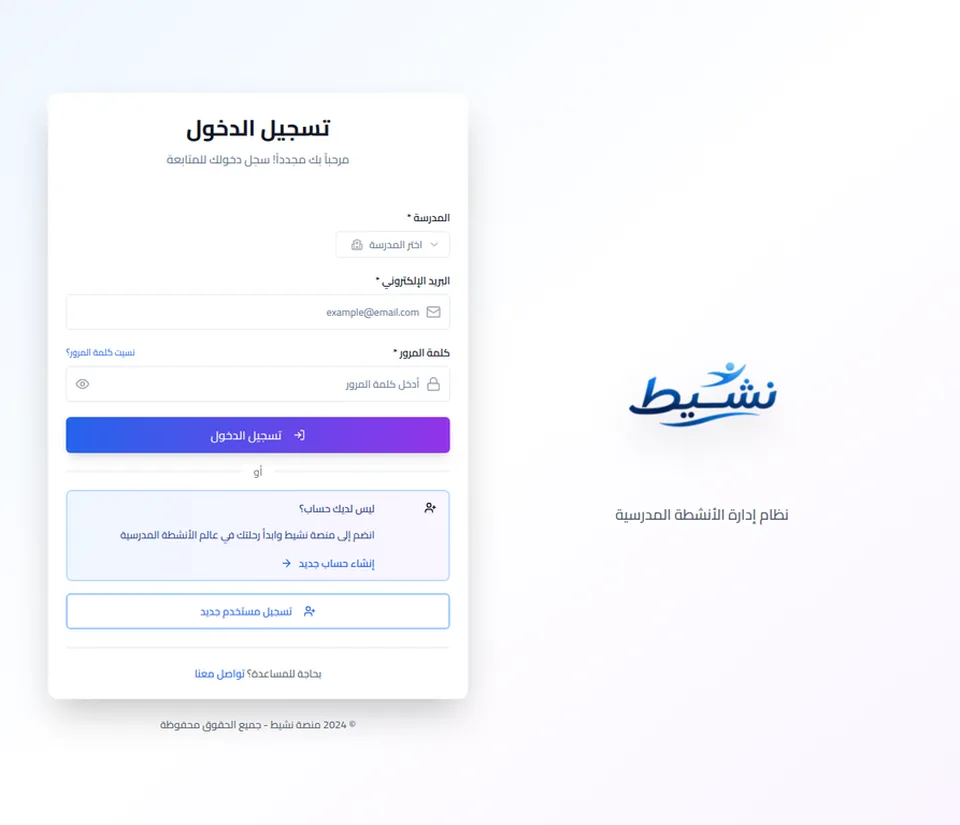 تسجيل الدخول
مرحباً بك مجدداً! سجل دخولك للمتابعة
المدرسة *
اختر المدرسة
البريد الإلكتروني *
example@email.com
كلمة المرور *
نسيت كلمة المرور؟
أدخل كلمة المرور
تسجيل الدخول
أو
ليس لديك حساب؟
انضم إلى منصة نشيط وابدأ رحلتك في عالم الأنشطة المدرسية
إنشاء حساب جديد
تسجيل مستخدم جديد
بحاجة للمساعدة؟ تواصل معنا
© 2024 منصة نشيط - جميع الحقوق محفوظة
نشيط
نظام إدارة الأنشطة المدرسية